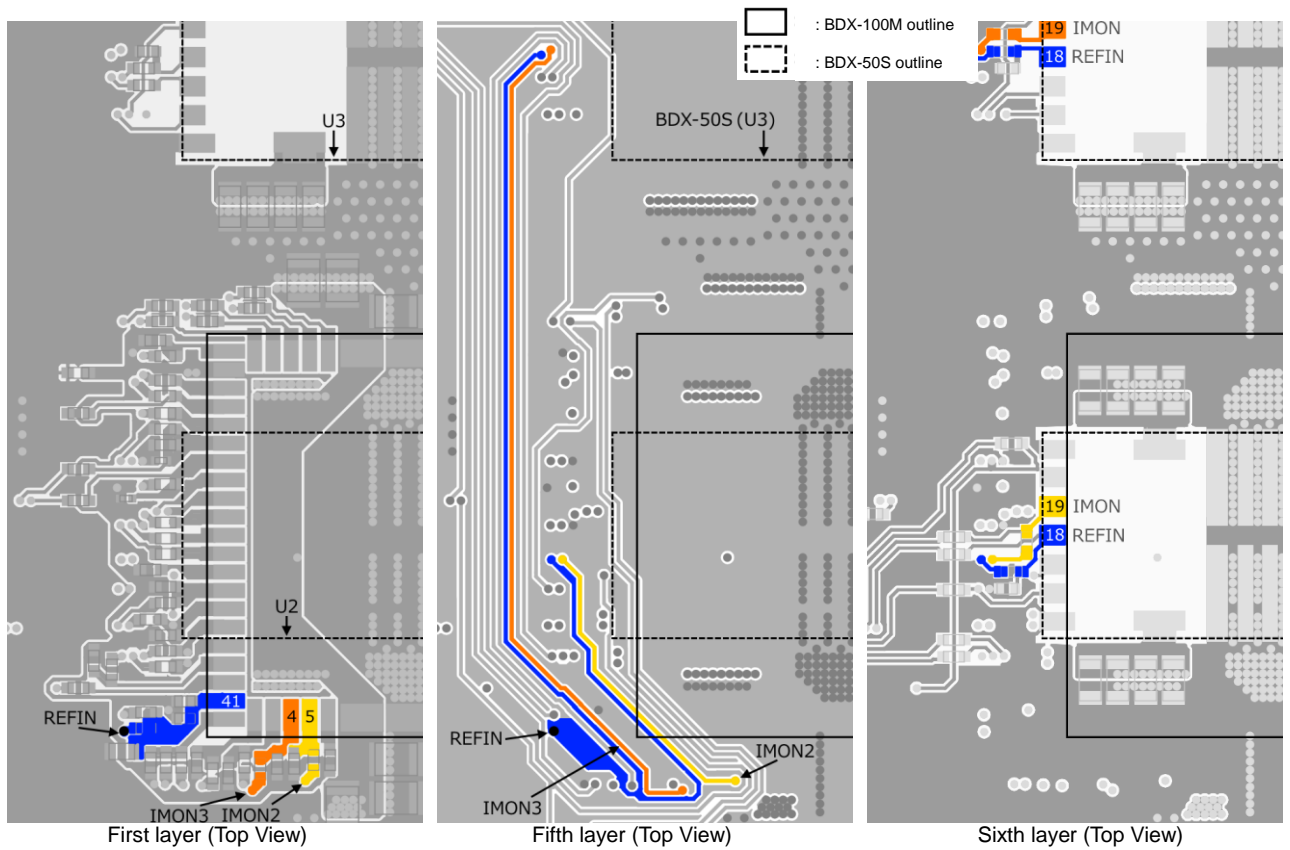 : BDX-100M outline
: BDX-50S outline
U3
U2
41
4
5
REFIN
IMON3
IMON2
First layer (Top View)
BDX-50S (U3)
REFIN
IMON3
IMON2
Fifth layer (Top View)
19 IMON
18 REFIN
19 IMON
18 REFIN
Sixth layer (Top View)